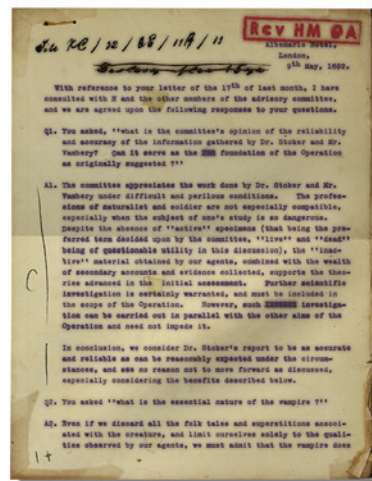 Rev HM OA
File XC / 22 / OE / 17A / 13
Albemarle Hotel,
London.
9th May, 1892.
With reference to your letter of the 17th of last month, I have
consulted with N and the other members of the advisory committee,
and we are agreed upon the following responses to your questions.
Q1. You asked, ''what is the committee's opinion of the reliability
and accuracy of the information gathered by Dr. Stoker and Mr.
Vambery? Can it serve as the foundation of the Operation
as originally suggested ?''
A1. The committee appreciates the work done by Dr. Stoker and Mr.
Vambery under difficult and perilous conditions. The profes-
sions of naturalist and soldier are not especially compatible,
especially when the subject of one's study is so dangerous.
Despite the absence of ''active'' specimens (that being the pre-
ferred term decided upon by the committee, ''live'' and ''dead''
being of questionable utility in this discussion), the ''inac-
tive'' material obtained by our agents, combined with the wealth
of secondary accounts and evidence collected, supports the theo-
ries advanced in the initial assessment. Further scientific
investigation is certainly warranted, and must be included in
the scope of the Operation. However, such investiga-
tion can be carried out in parallel with the other aims of the
Operation and need not impede it.
In conclusion, we consider Dr. Stoker's report to be as accurate
and reliable as can be reasonably expected under the circum-
stances, and see no reason not to move forward as discussed,
especially considering the benefits described below.
Q2. You asked ''what is the essential nature of the vampire ?''
A2. Even if we discard all the folk tales and superstitions associ-
ated with the creature, and limit ourselves solely to the quali-
ties observed by our agents, we must admit that the vampire does